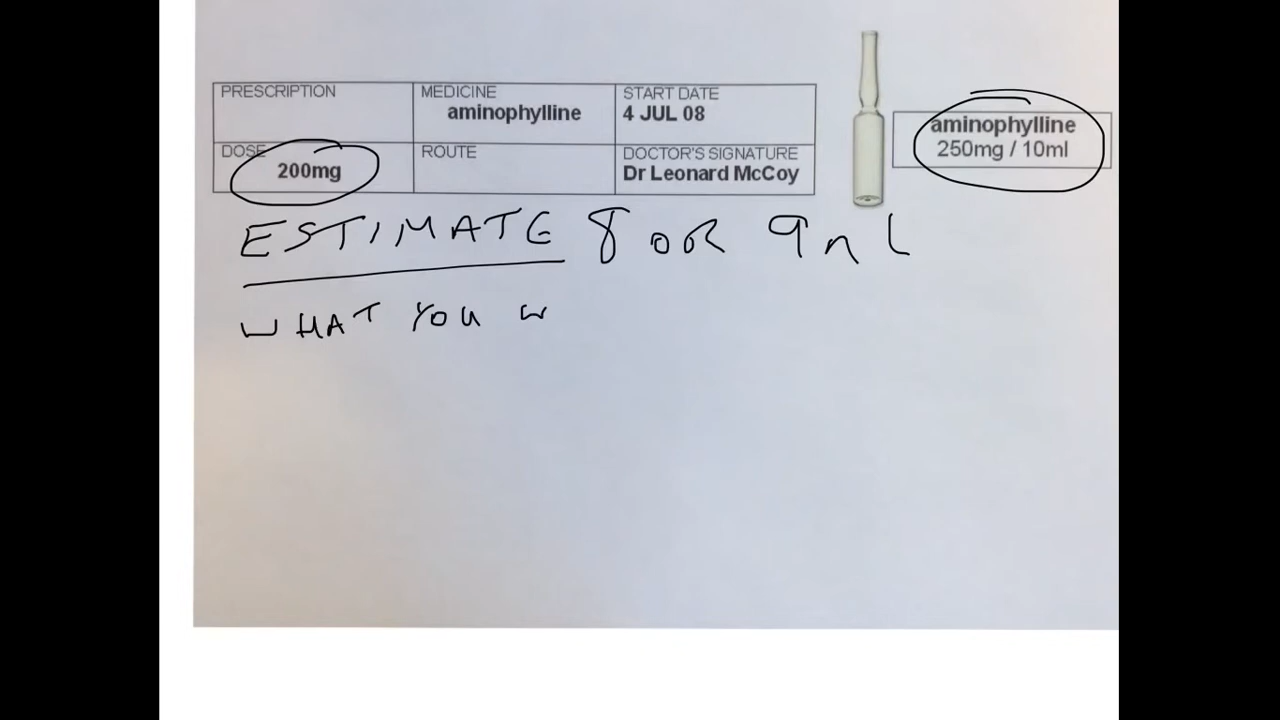 PRESCRIPTION MEDICINE START DATE
aminophylline 4 JUL 08
aminophylline
250mg / 10ml
DOSE ROUTE DOCTOR'S SIGNATURE
200mg Dr Leonard McCoy
ESTIMATE 8 OR 9ml
WHAT YOU W